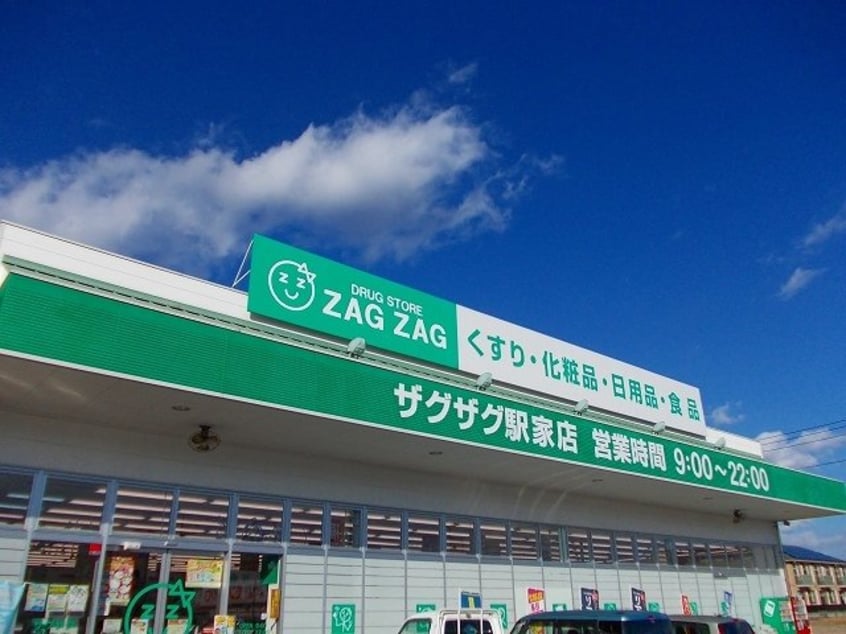 Z Z
DRUG STORE
ZAG ZAG
くすり・化粧品・日用品・食品
ザグザグ駅家店 営業時間 9:00～22:00